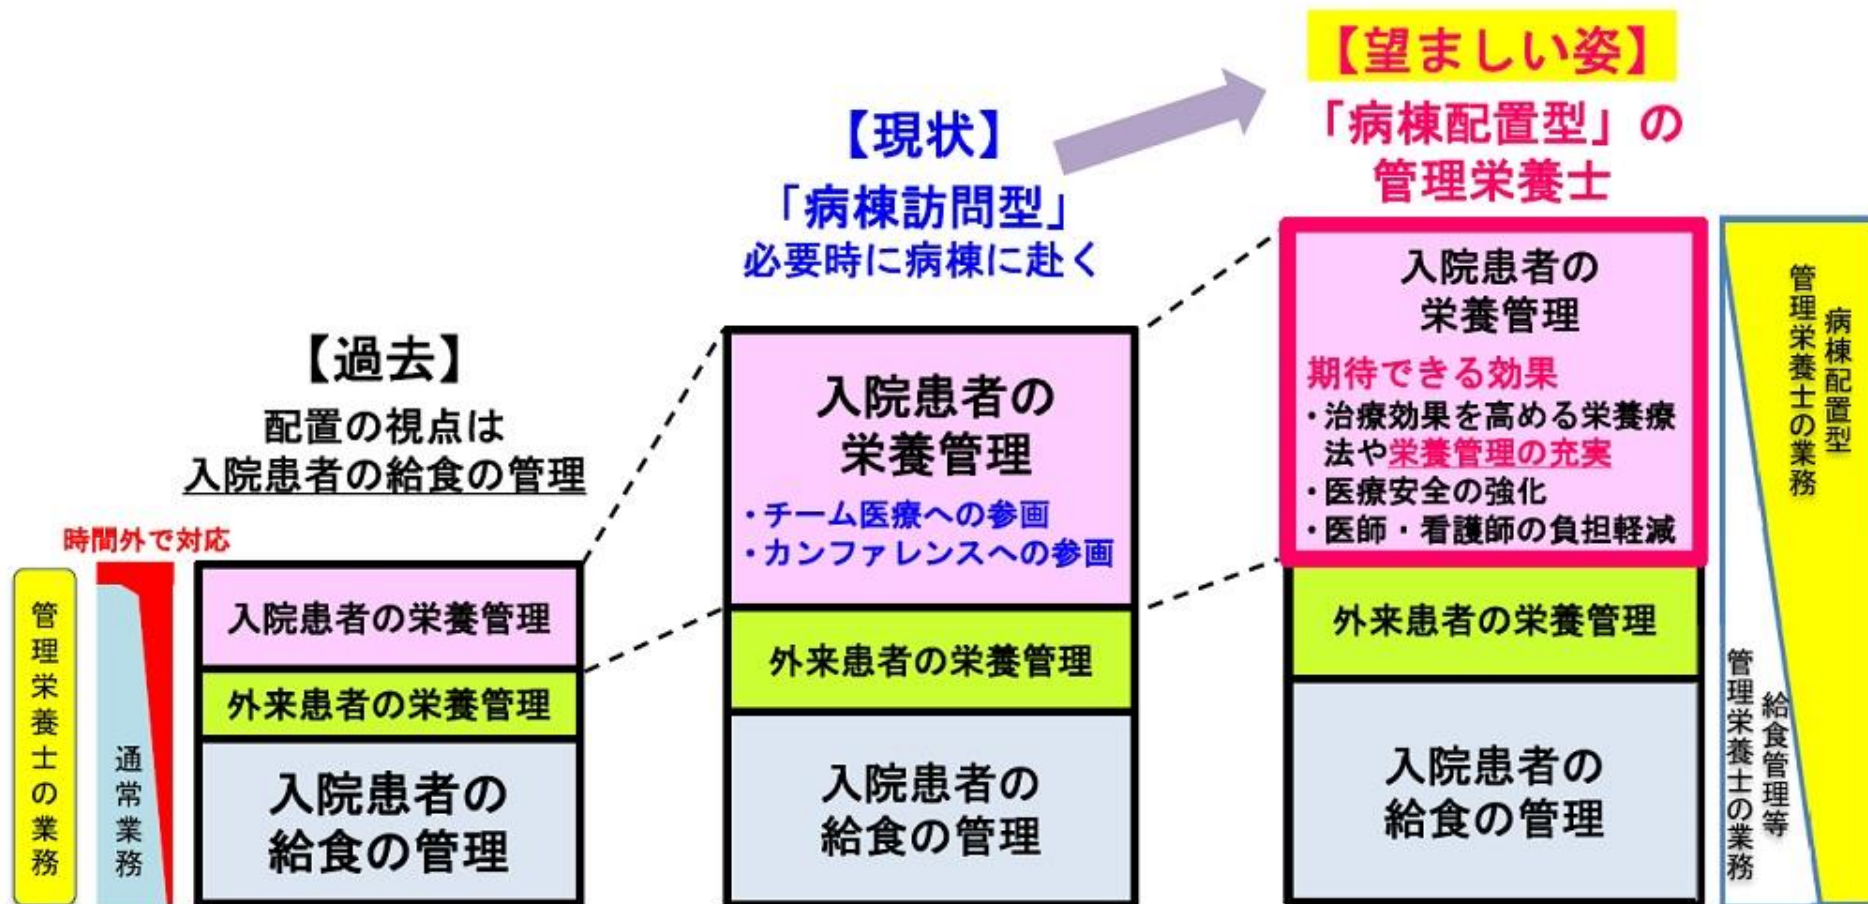 【過去】
配置の視点は
入院患者の給食の管理
時間外で対応
管理栄養士の業務
通常業務
入院患者の栄養管理
外来患者の栄養管理
入院患者の
給食の管理
【現状】
「病棟訪問型」
必要時に病棟に赴く
入院患者の
栄養管理
・チーム医療への参画
・カンファレンスへの参画
外来患者の栄養管理
入院患者の
給食の管理
【望ましい姿】
「病棟配置型」の
管理栄養士
入院患者の
栄養管理
期待できる効果
・治療効果を高める栄養療
法や栄養管理の充実
・医療安全の強化
・医師・看護師の負担軽減
外来患者の栄養管理
入院患者の
給食の管理
病棟配置型
管理栄養士の業務
給食管理等
管理栄養士の業務